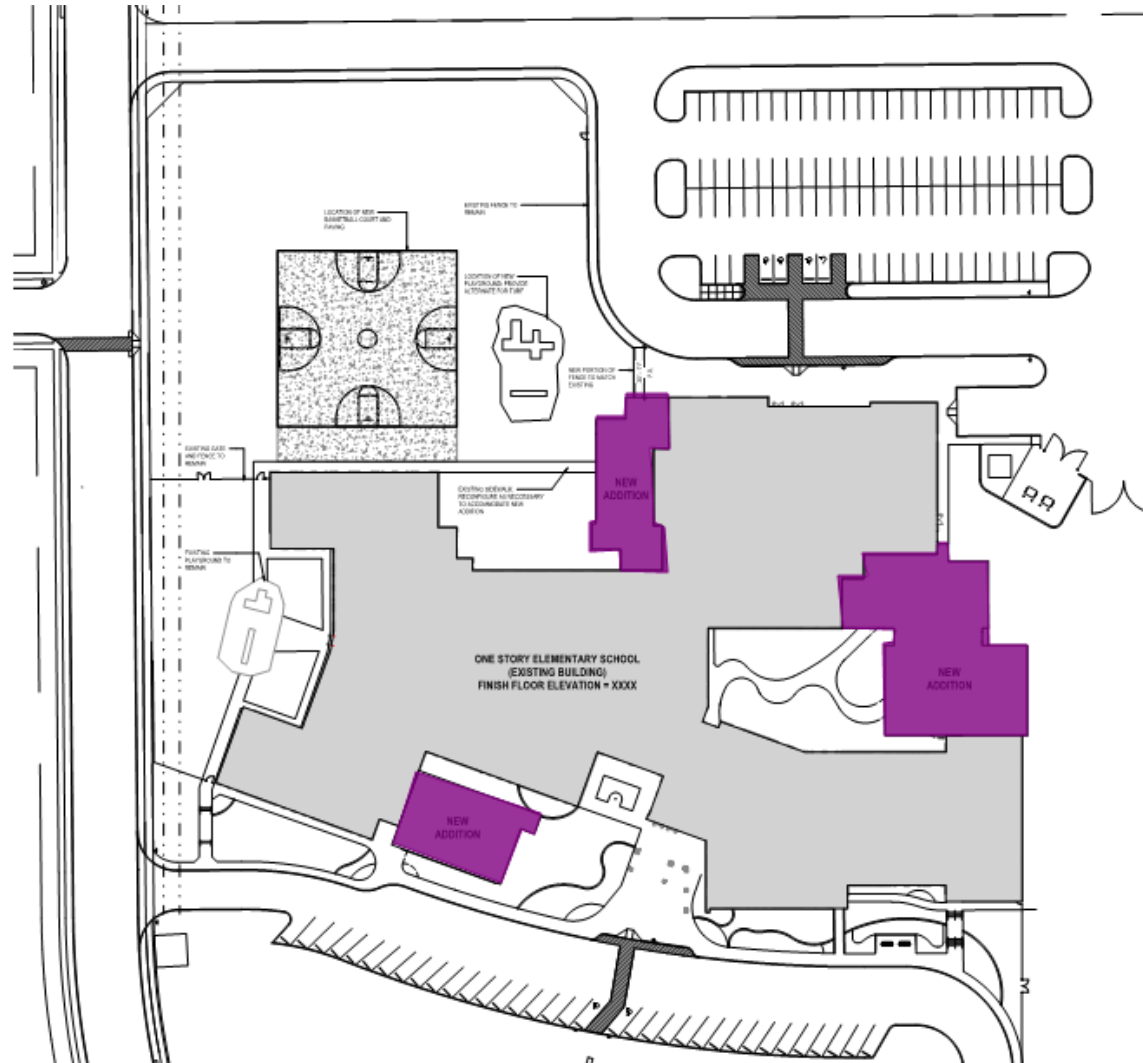 LOCATION OF NEW
BASKETBALL COURT AND
PAVING
EXISTING FENCE TO
REMAIN
LOCATION OF NEW
PLAYGROUND. PROVIDE
ALTERNATE FOR TURF
NEW PORTION OF
FENCE TO MATCH
EXISTING
EXISTING GATE
AND FENCE TO
REMAIN
EXISTING SIDEWALK.
RECONFIGURE AS NECESSARY
TO ACCOMMODATE NEW
ADDITION
NEW
ADDITION
EXISTING
PLAYGROUND TO
REMAIN
ONE STORY ELEMENTARY SCHOOL
(EXISTING BUILDING)
FINISH FLOOR ELEVATION = XXXX
NEW
ADDITION
NEW
ADDITION